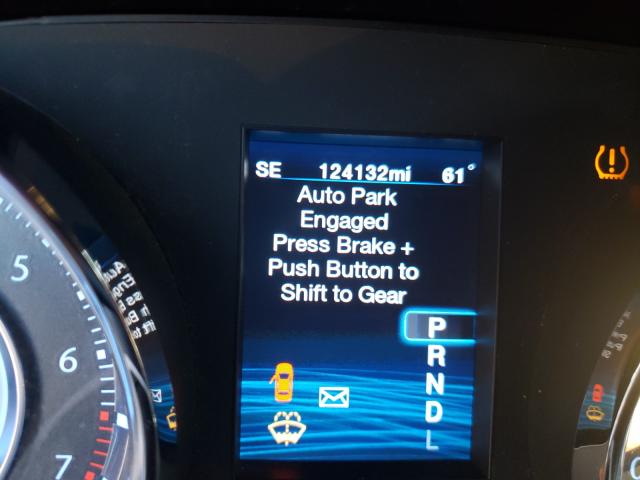 SE 124132mi 61°
Auto Park
Engaged
Press Brake +
Push Button to
Shift to Gear
P
R
N
D
L
5
6
7